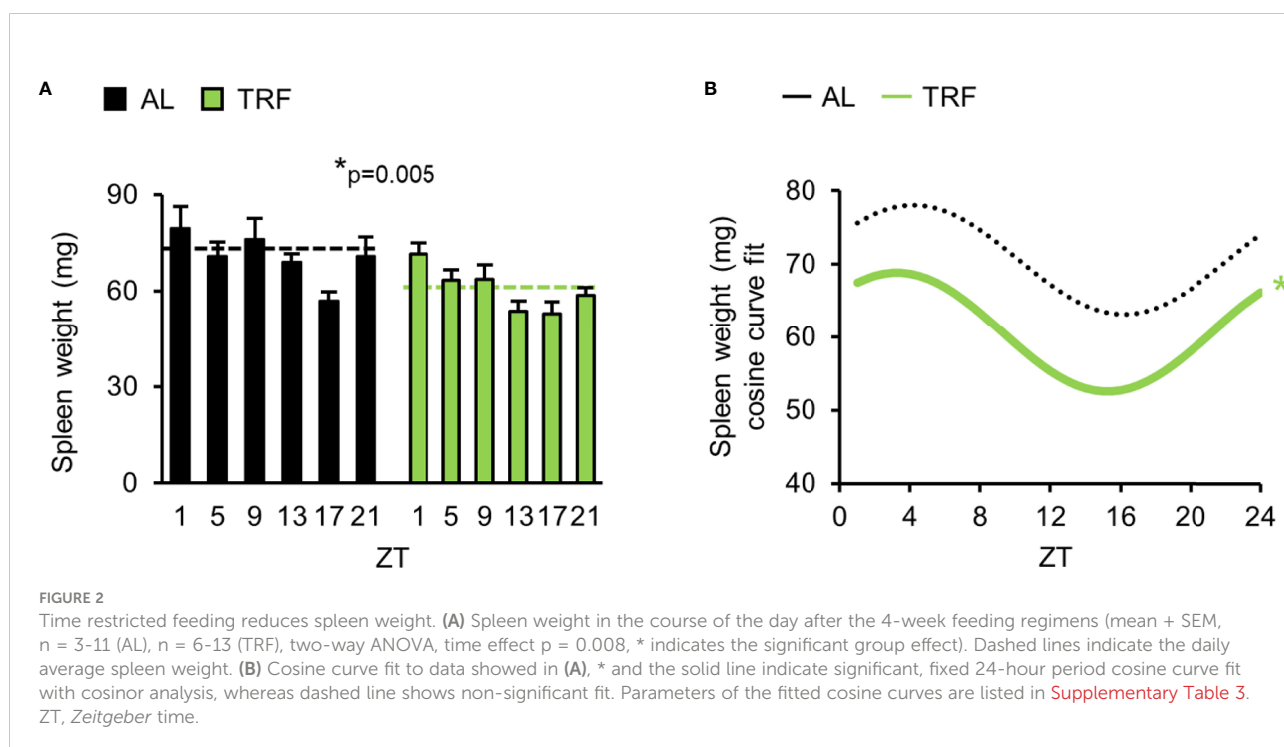 A
AL TRF
*p=0.005
Spleen weight (mg)
90
60
30
0
1 5 9 13 17 21 1 5 9 13 17 21
ZT
B
AL TRF
Spleen weight (mg)
cosine curve fit
80
70
60
50
40
*
0 4 8 12 16 20 24
ZT
FIGURE 2
Time restricted feeding reduces spleen weight. (A) Spleen weight in the course of the day after the 4-week feeding regimens (mean + SEM,
n = 3-11 (AL), n = 6-13 (TRF), two-way ANOVA, time effect p = 0.008, * indicates the significant group effect). Dashed lines indicate the daily
average spleen weight. (B) Cosine curve fit to data showed in (A), * and the solid line indicate significant, fixed 24-hour period cosine curve fit
with cosinor analysis, whereas dashed line shows non-significant fit. Parameters of the fitted cosine curves are listed in Supplementary Table 3.
ZT, Zeitgeber time.